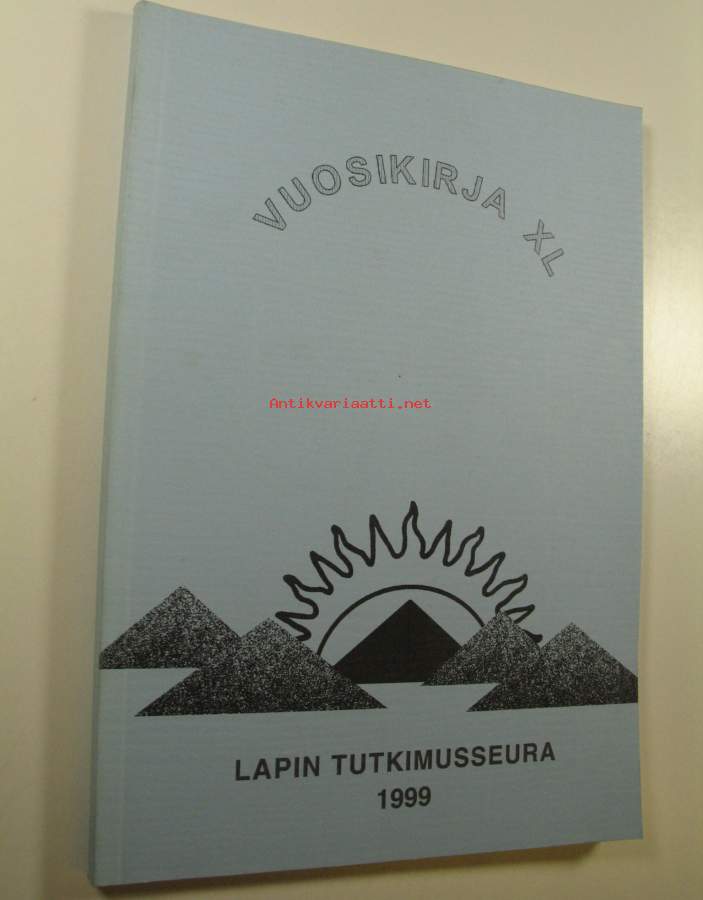 VUOSIKIRJA XL
Antikvariaatti.net
LAPIN TUTKIMUSSEURA
1999